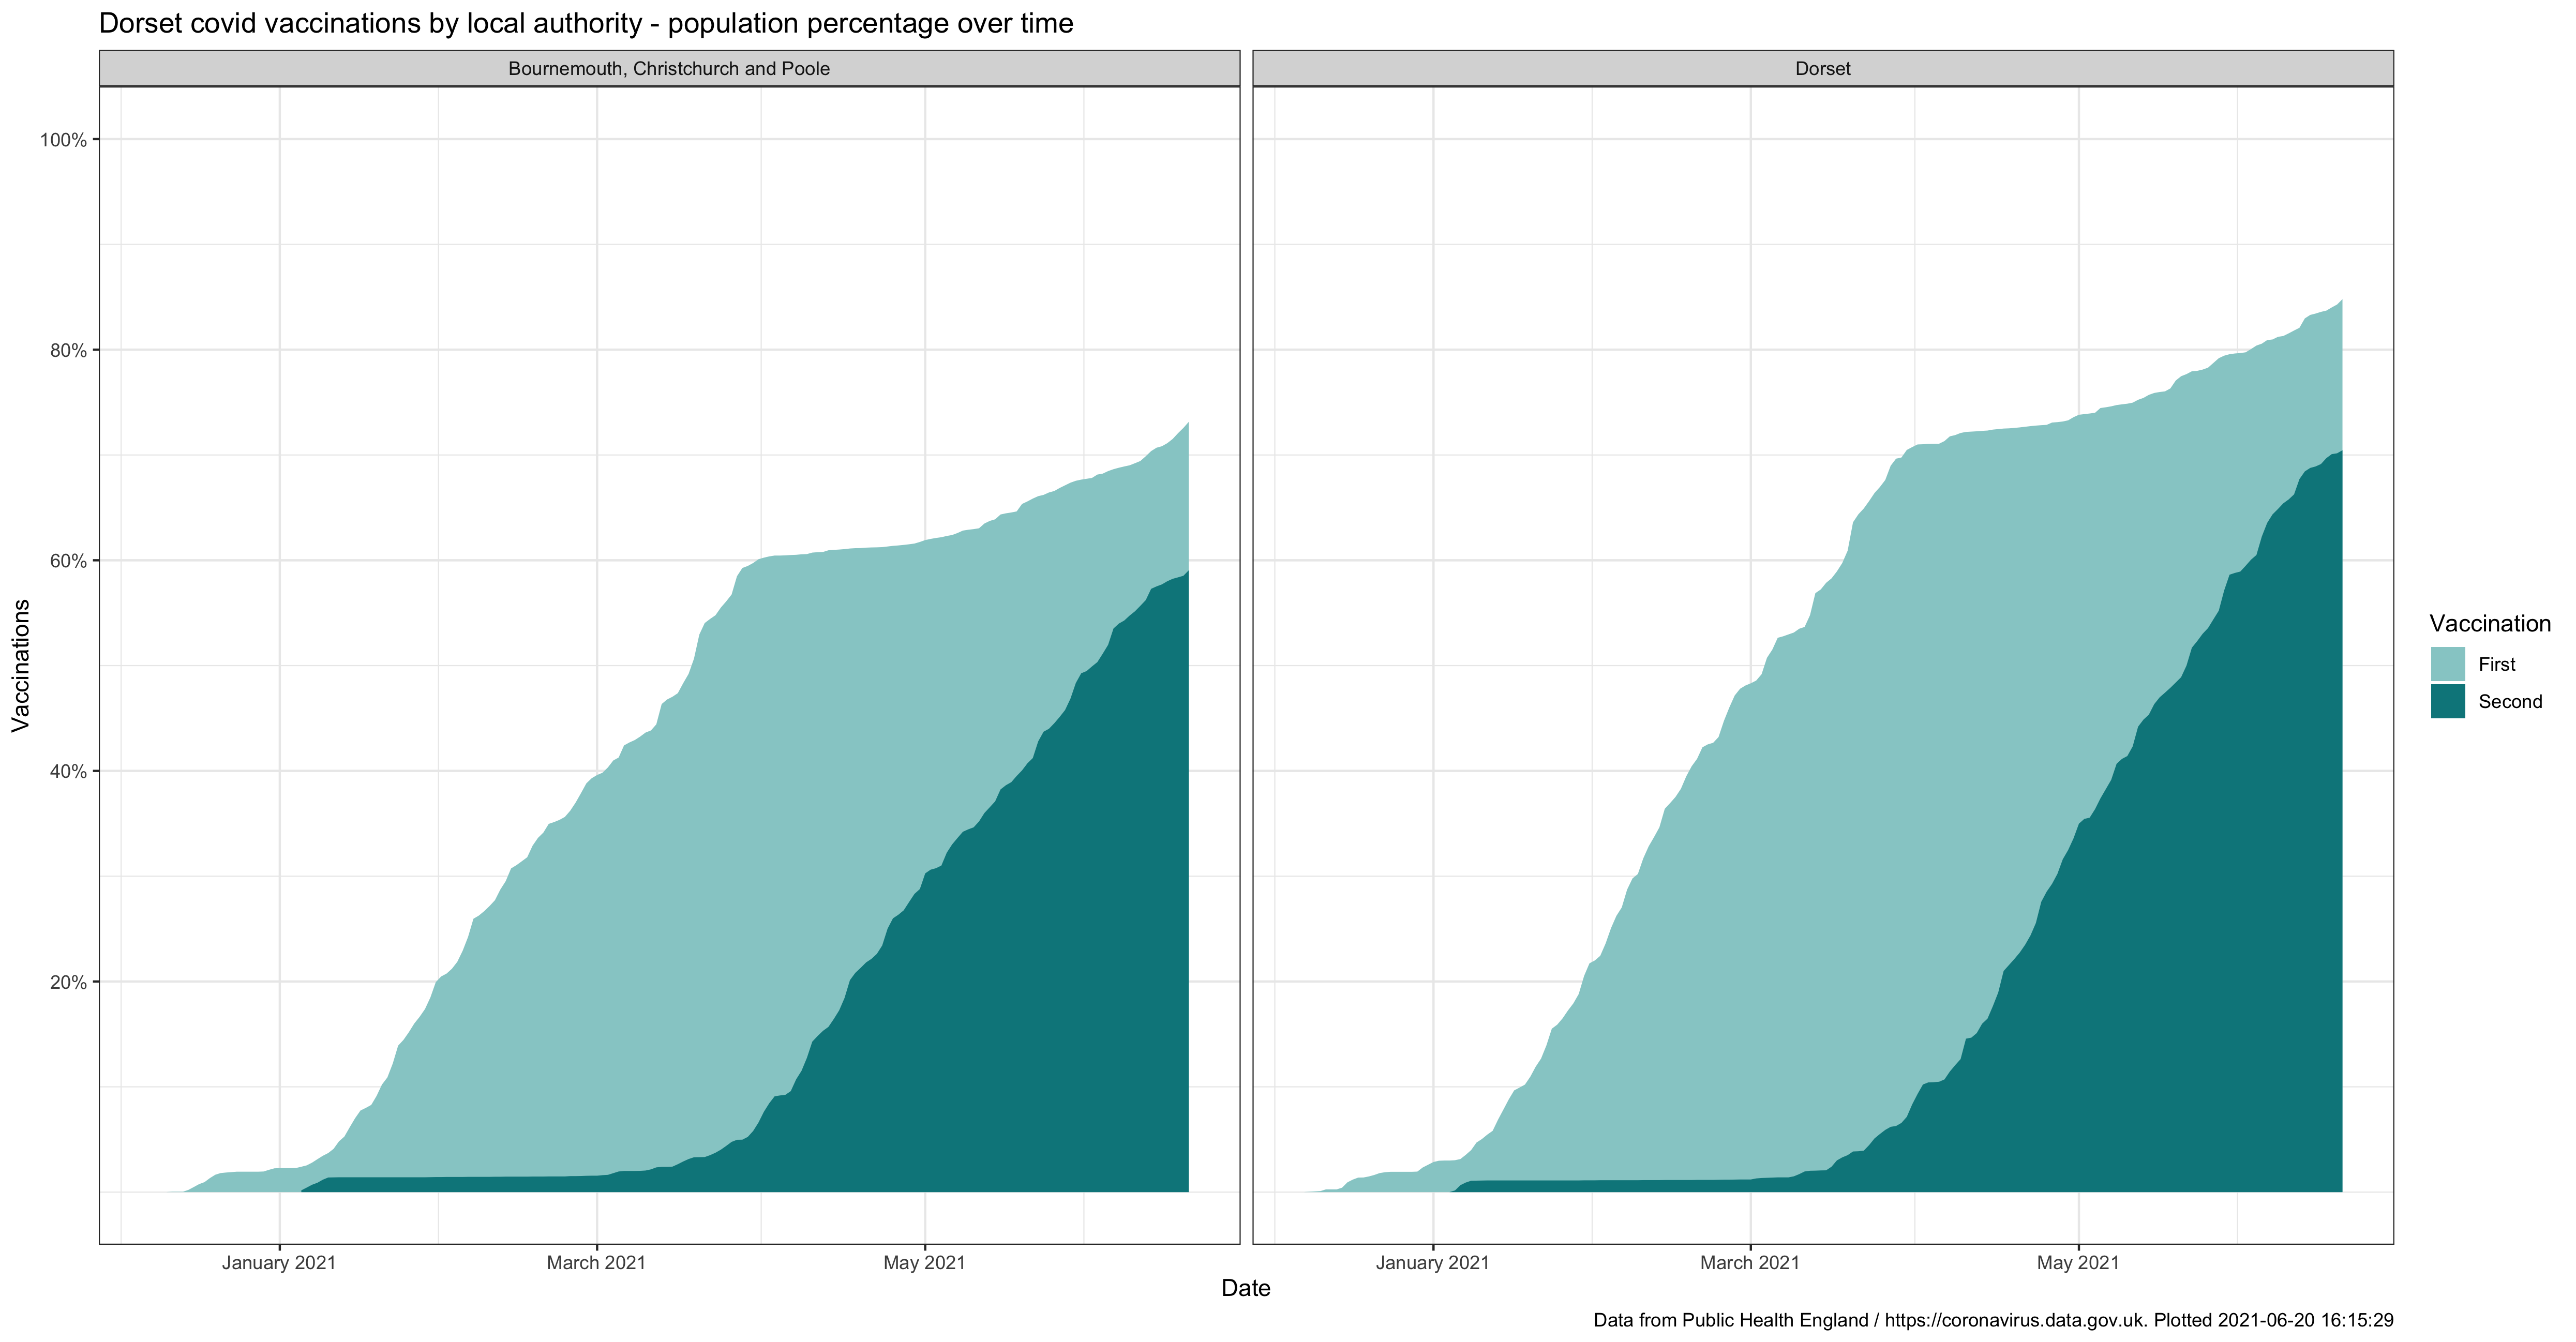 Dorset covid vaccinations by local authority - population percentage over time
Bournemouth, Christchurch and Poole
Dorset
100%
80%
60%
40%
20%
Vaccinations
January 2021
March 2021
May 2021
January 2021
March 2021
May 2021
Date
Vaccination
First
Second
Data from Public Health England / https://coronavirus.data.gov.uk. Plotted 2021-06-20 16:15:29